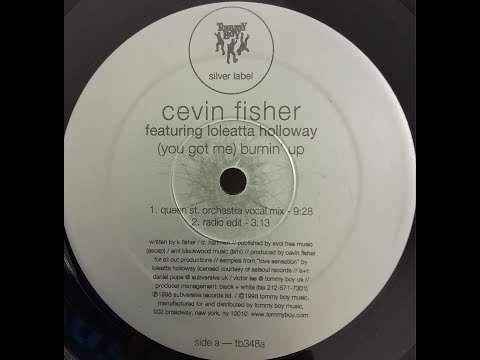 TOMMY
BOY
silver label
cevin fisher
featuring loleatta holloway
(you got me) burnin' up
1. queen st. orchestra vocal mix - 9:28
2. radio edit - 3:13
written by k.fisher // d. hartman // published by evol free music
(ascap) / emi blackwood music (bmi) // produced by cevin fisher
for all out productions // samples from "love sensation" by
loleatta holloway licensed courtesy of salsoul records // a+r:
daniel pope @ subversive uk / victor lee @ tommy boy us //
production management: black + white (fax 212-571-7301)
℗1998 subversive records ltd. / ©1998 tommy boy music.
manufactured for and distributed by tommy boy music,
902 broadway, new york, ny 10010. www.tommyboy.com
side a — tb348a